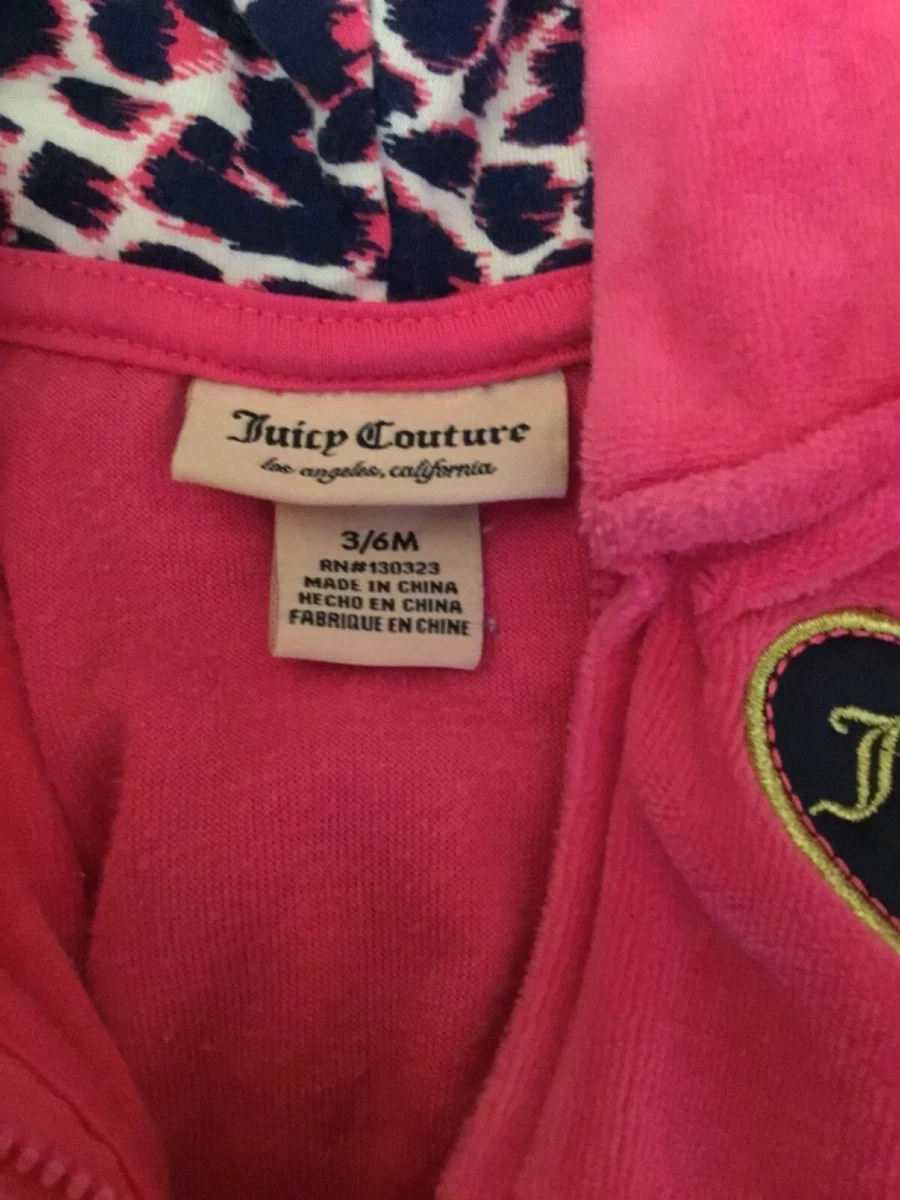 Juicy Couture
los angeles, california
3/6M
RN#130323
MADE IN CHINA
HECHO EN CHINA
FABRIQUE EN CHINE
J